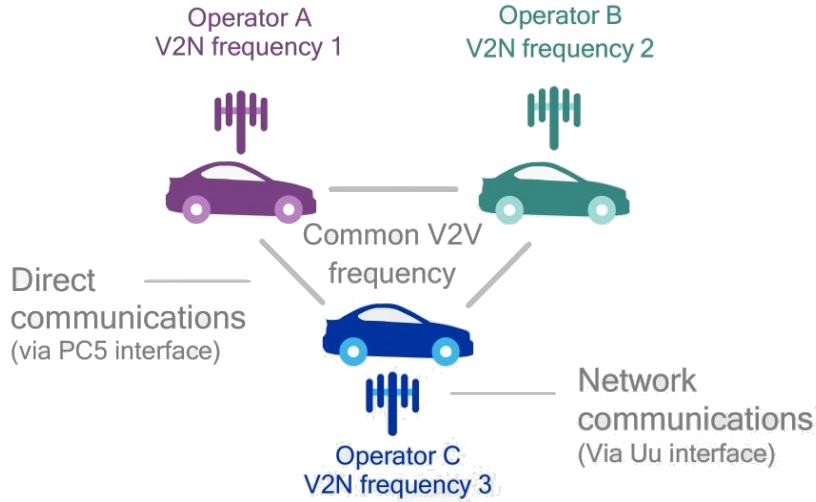 Operator A
V2N frequency 1
Operator B
V2N frequency 2
Common V2V
frequency
Direct
communications
(via PC5 interface)
Network
communications
(Via Uu interface)
Operator C
V2N frequency 3